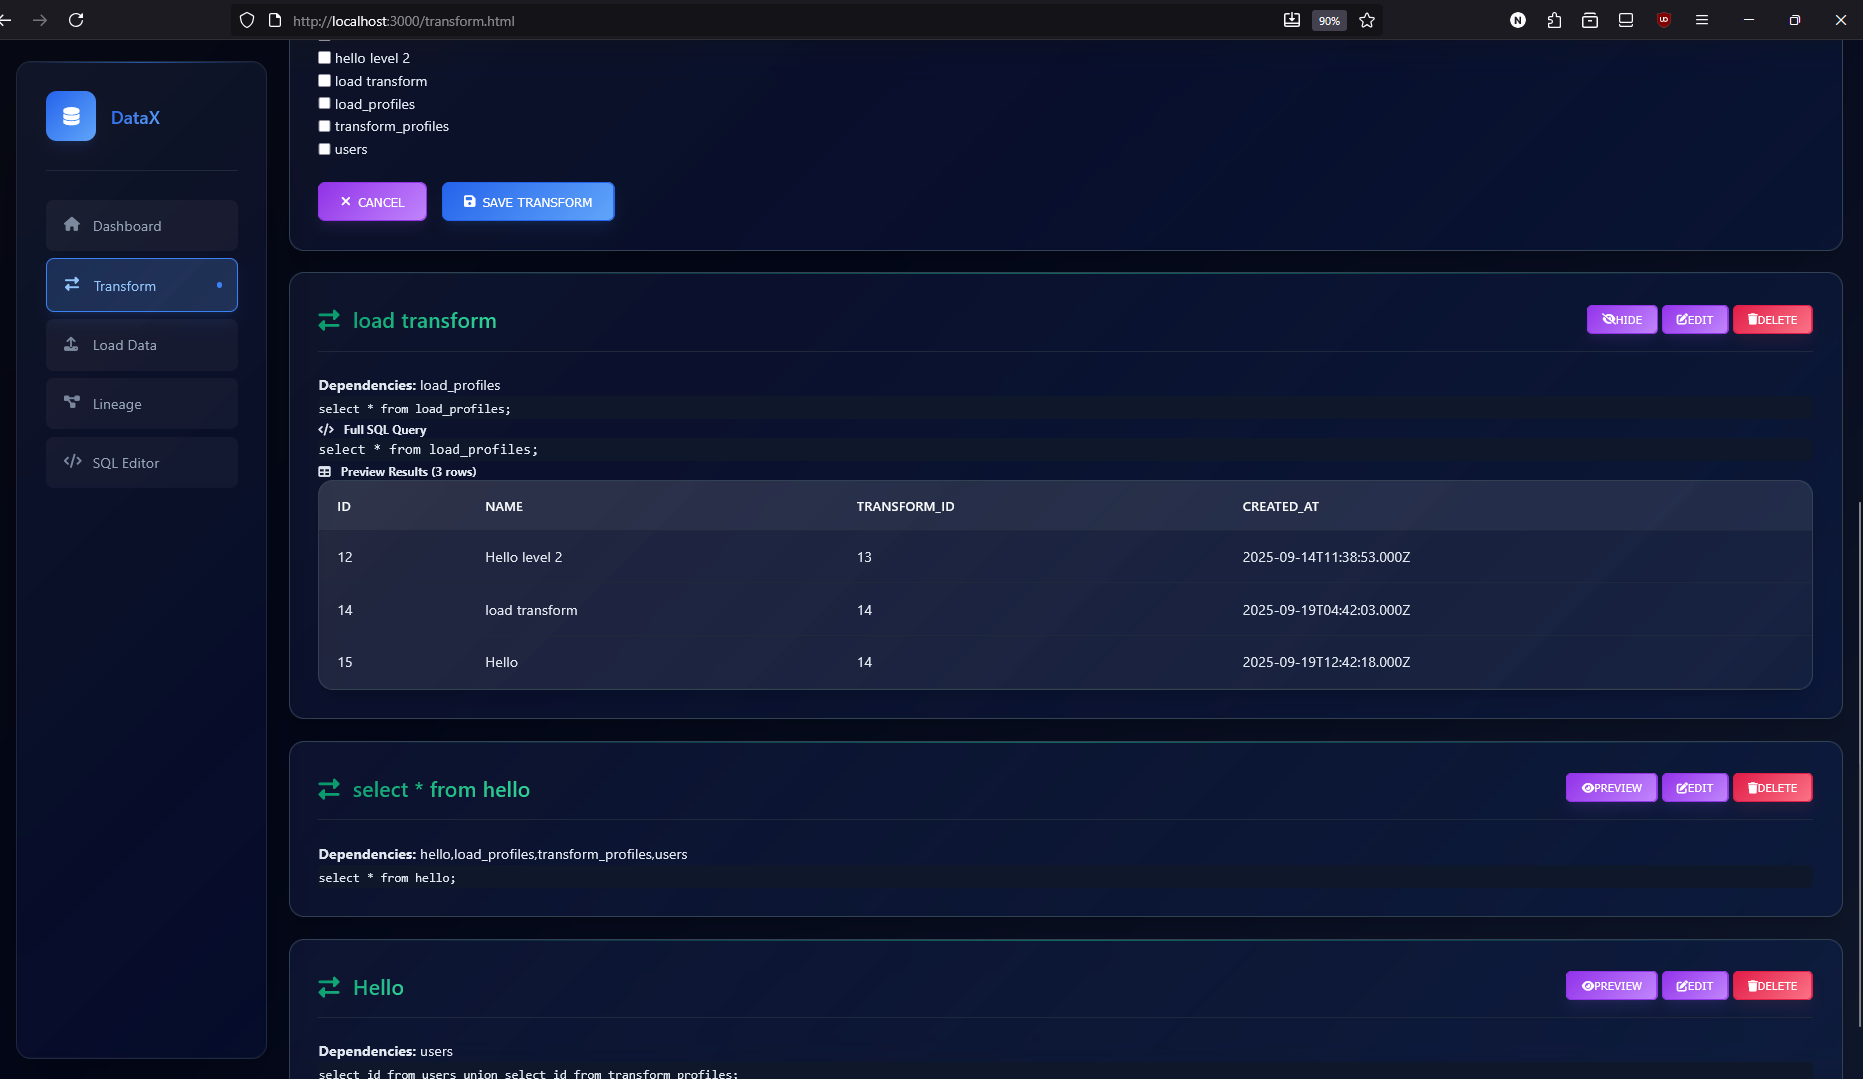 http://localhost:3000/transform.html
90%
N
DataX
Dashboard
Transform
Load Data
Lineage
SQL Editor
hello level 2
load transform
load_profiles
transform_profiles
users
CANCEL
SAVE TRANSFORM
load transform
HIDE
EDIT
DELETE
Dependencies: load_profiles
select * from load_profiles;
Full SQL Query
select * from load_profiles;
Preview Results (3 rows)
ID NAME TRANSFORM_ID CREATED_AT
12 Hello level 2 13 2025-09-14T11:38:53.000Z
14 load transform 14 2025-09-19T04:42:03.000Z
15 Hello 14 2025-09-19T12:42:18.000Z
select * from hello
PREVIEW
EDIT
DELETE
Dependencies: hello,load_profiles,transform_profiles,users
select * from hello;
Hello
PREVIEW
EDIT
DELETE
Dependencies: users
select id from users union select id from transform_profiles;